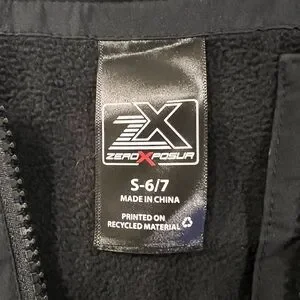 ZX
ZEROXPOSUR
S-6/7
MADE IN CHINA
PRINTED ON
RECYCLED MATERIAL